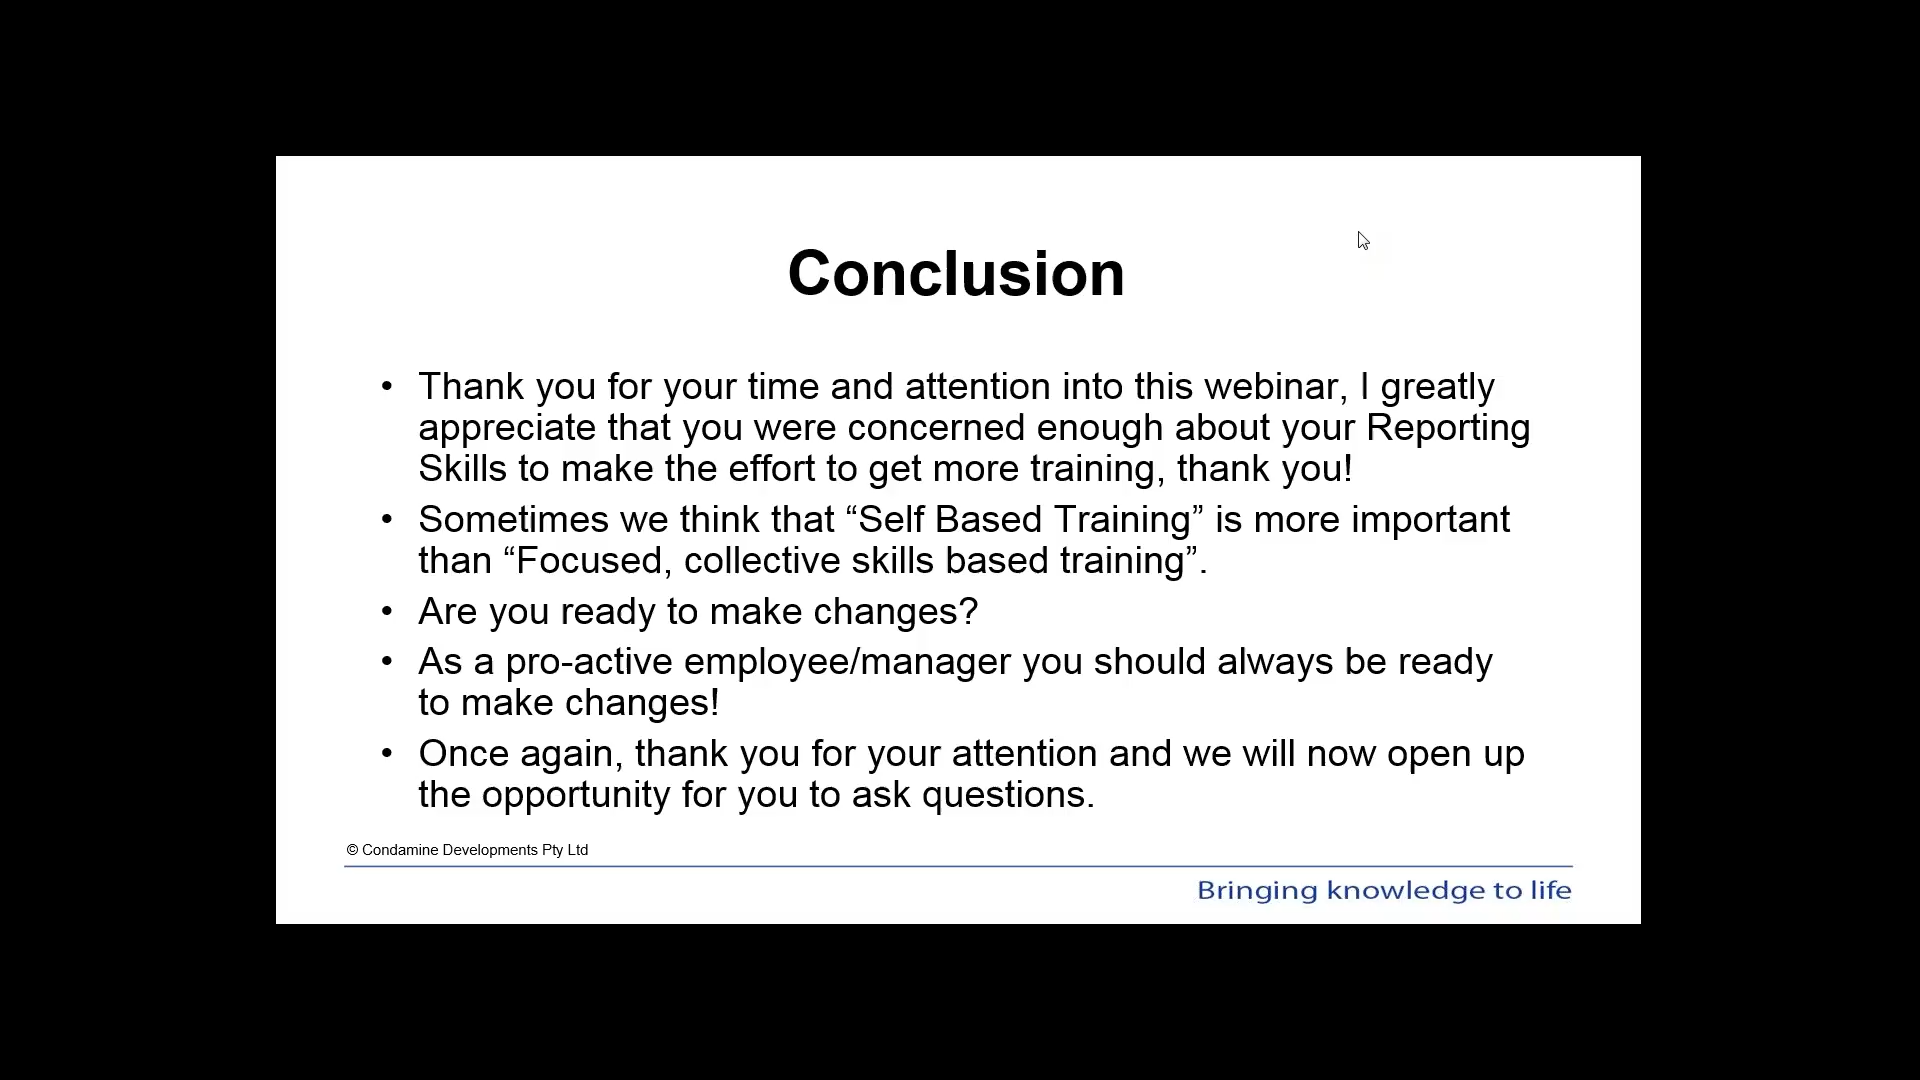 Conclusion
• Thank you for your time and attention into this webinar, I greatly
appreciate that you were concerned enough about your Reporting
Skills to make the effort to get more training, thank you!
• Sometimes we think that “Self Based Training” is more important
than “Focused, collective skills based training”.
• Are you ready to make changes?
• As a pro-active employee/manager you should always be ready
to make changes!
• Once again, thank you for your attention and we will now open up
the opportunity for you to ask questions.
© Condamine Developments Pty Ltd
Bringing knowledge to life